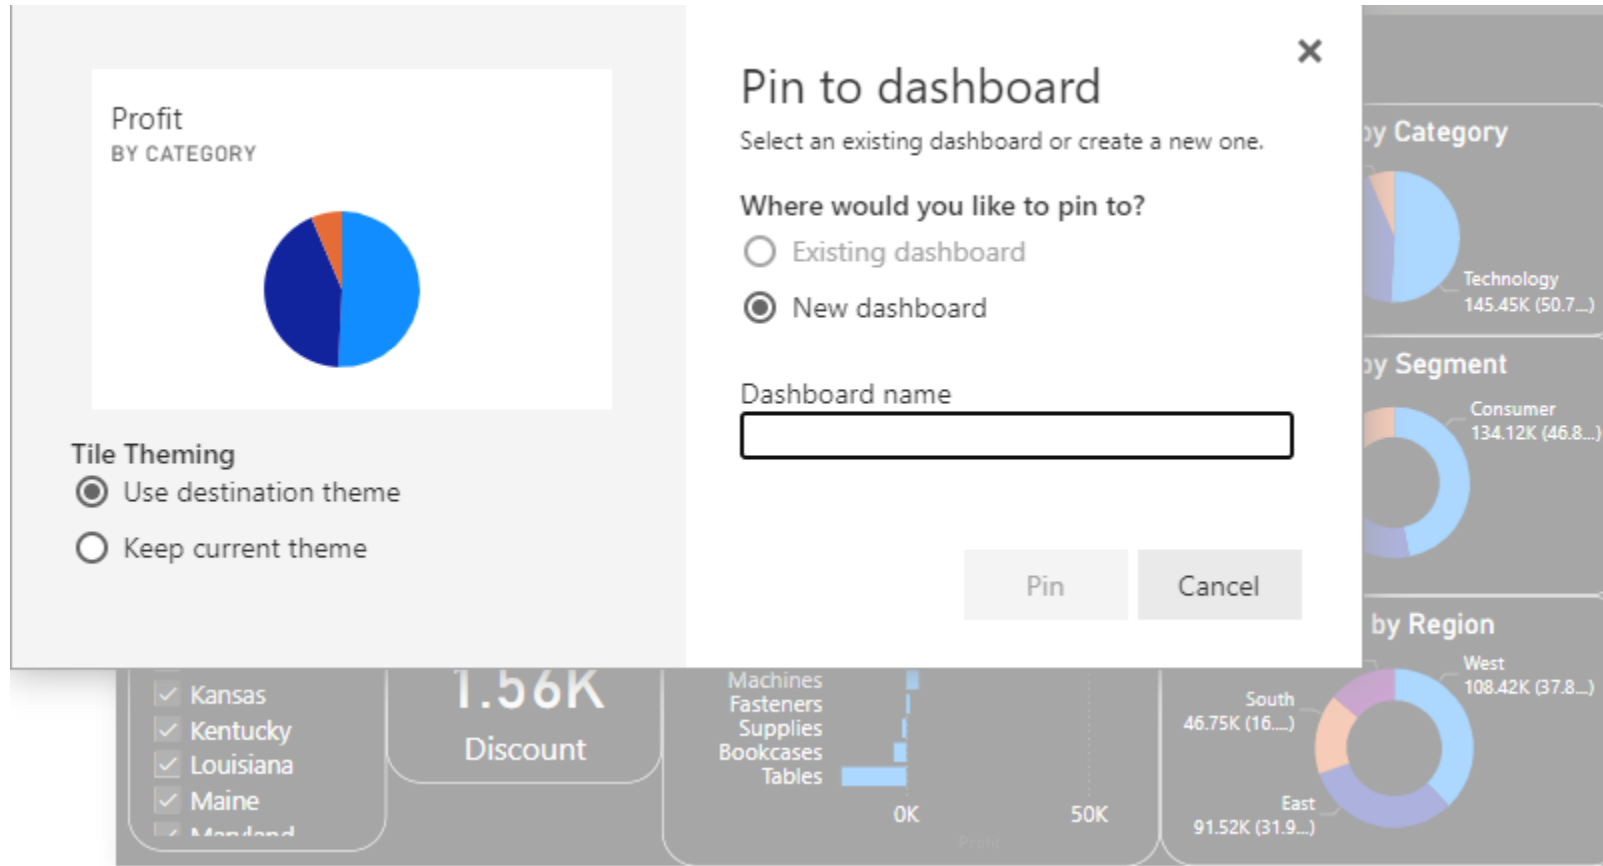 Profit
BY CATEGORY
Tile Theming
Use destination theme
Keep current theme
Pin to dashboard
Select an existing dashboard or create a new one.
Where would you like to pin to?
Existing dashboard
New dashboard
Dashboard name
Pin
Cancel
by Category
Technology
145.45K (50.7...)
by Segment
Consumer
134.12K (46.8...)
by Region
West
108.42K (37.8...)
South
46.75K (16....)
East
91.52K (31.9...)
Kansas
Kentucky
Louisiana
Maine
Maryland
1.56K
Discount
Machines
Fasteners
Supplies
Bookcases
Tables
0K
50K
Profit